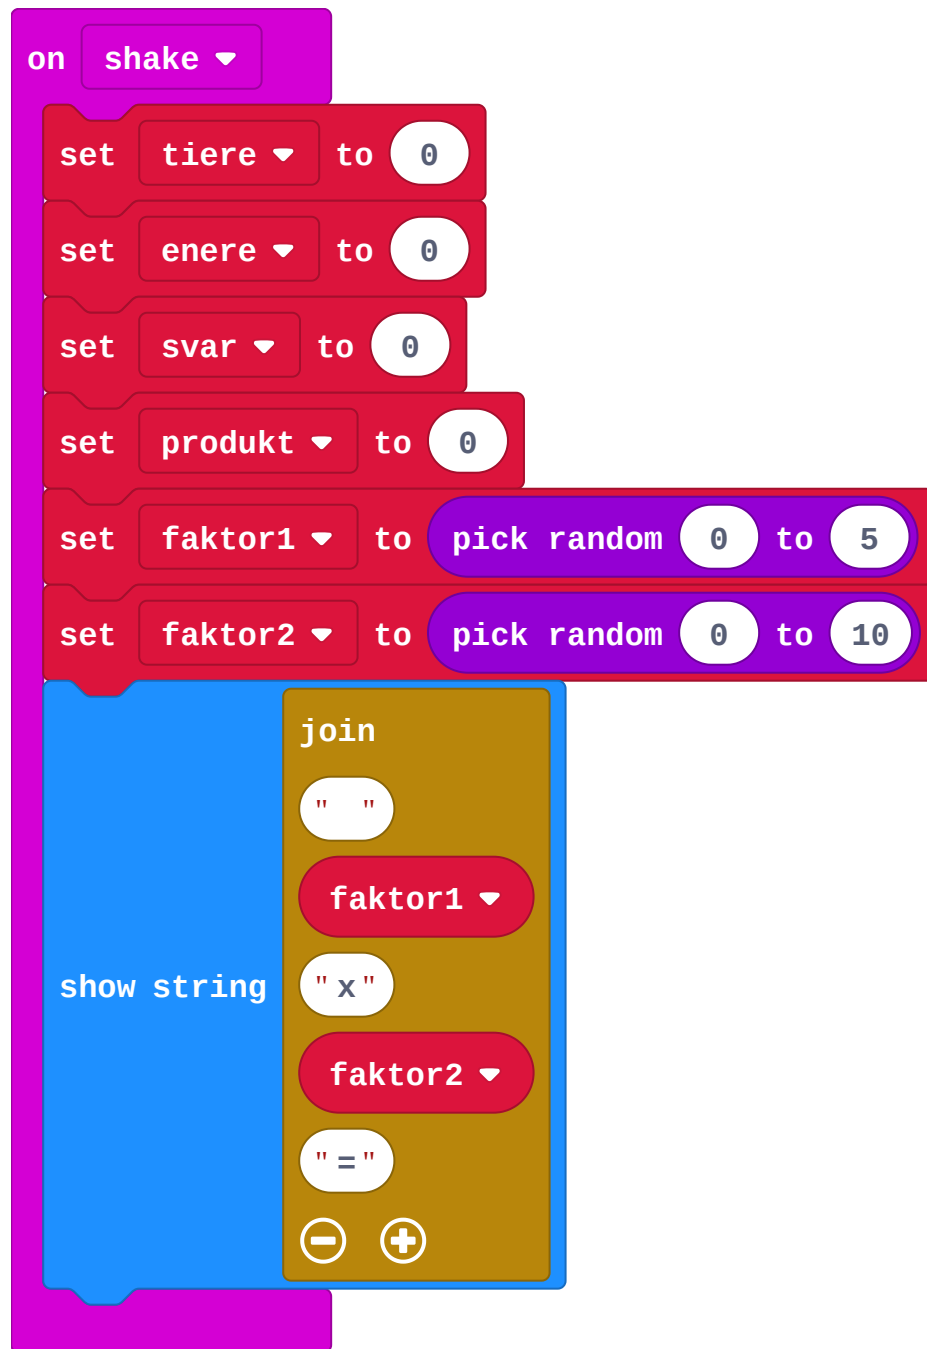 on shake
set tiere to 0
set enere to 0
set svar to 0
set produkt to 0
set faktor1 to pick random 0 to 5
set faktor2 to pick random 0 to 10
join
" "
faktor1
"x"
show string
faktor2
"="